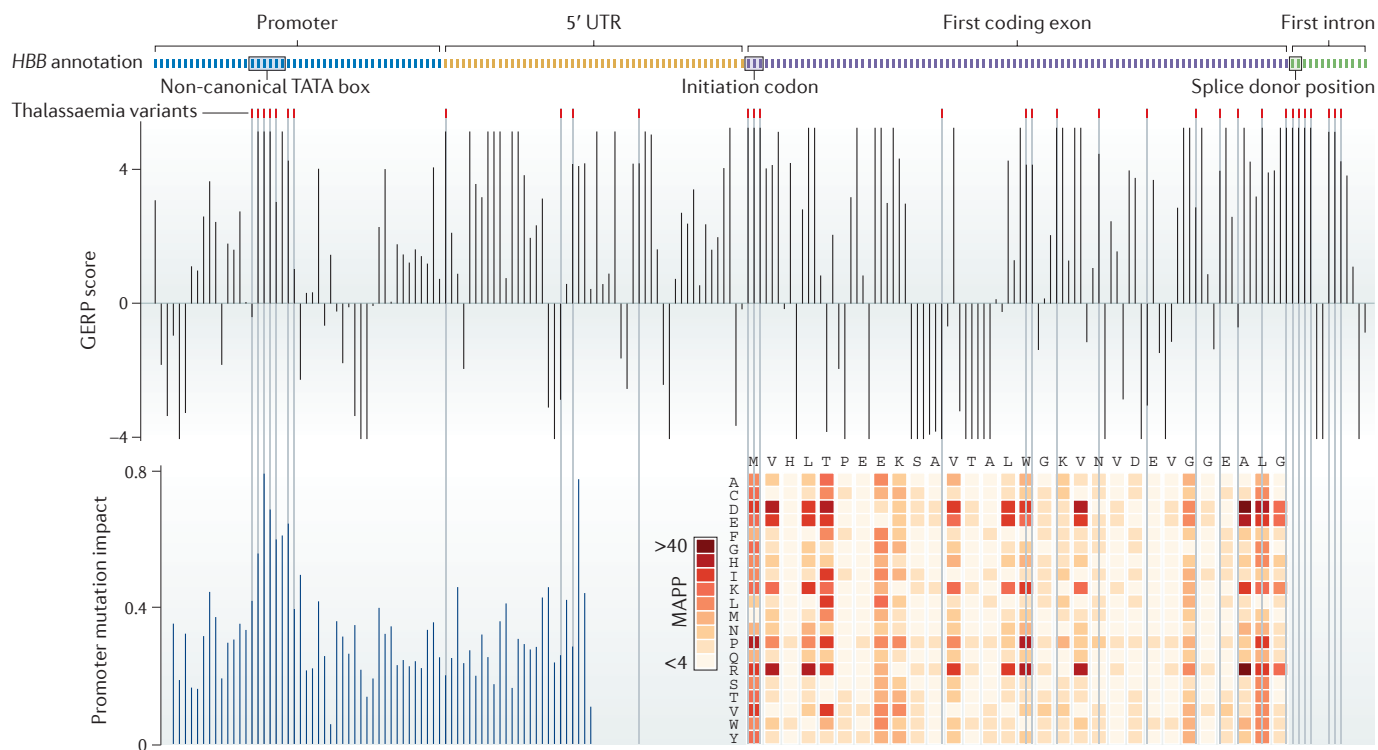 Promoter 5′ UTR First coding exon First intron
HBB annotation
Non-canonical TATA box Initiation codon Splice donor position
Thalassaemia variants
4
0
−4
GERP score
0.8
0.4
0
Promoter mutation impact
M V H L T P E E K S A V T A L W G K V N V D E V G G E A L G
A
C
D
E
F
G
H
I
K
L
M
N
P
Q
R
S
T
V
W
Y
>40
MAPP
<4